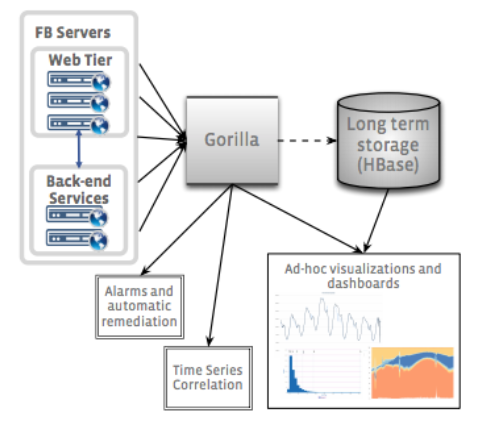 FB Servers
Web Tier
Back-end
Services
Gorilla
Long term
storage
(HBase)
Alarms and
automatic
remediation
Time Series
Correlation
Ad-hoc visualizations and
dashboards